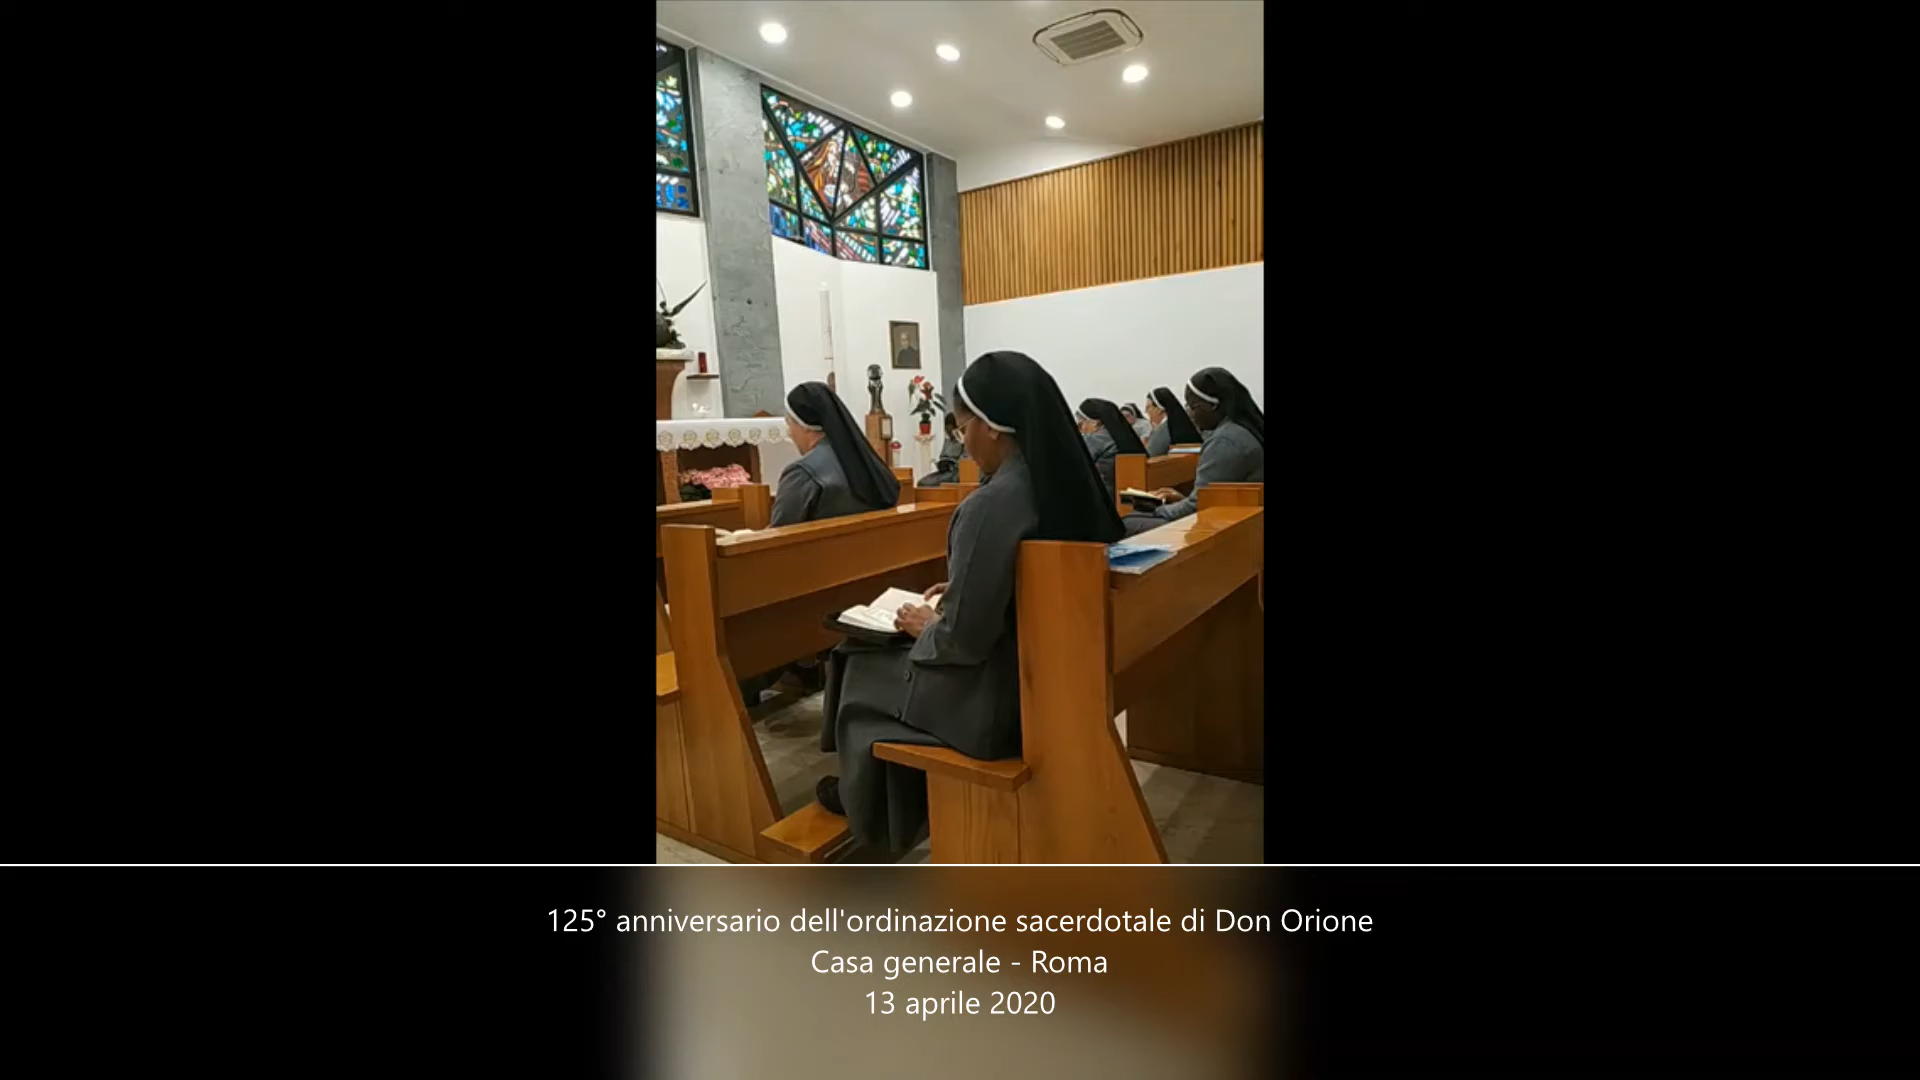 125° anniversario dell'ordinazione sacerdotale di Don Orione
Casa generale - Roma
13 aprile 2020